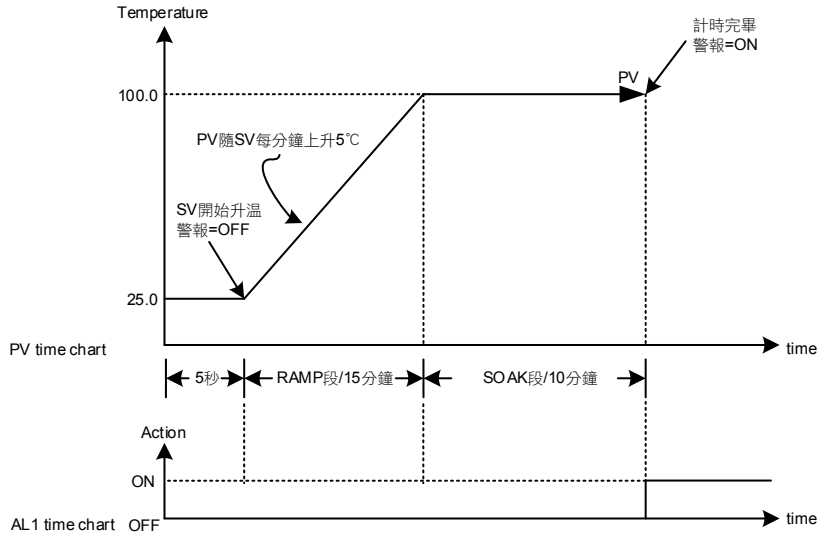 Temperature
計時完畢
警報=ON
PV
100.0
PV隨SV每分鐘上升5℃
SV開始升温
警報=OFF
25.0
PV time chart
time
5秒
RAMP段/15分鐘
SOAK段/10分鐘
Action
ON
AL1 time chart
OFF
time